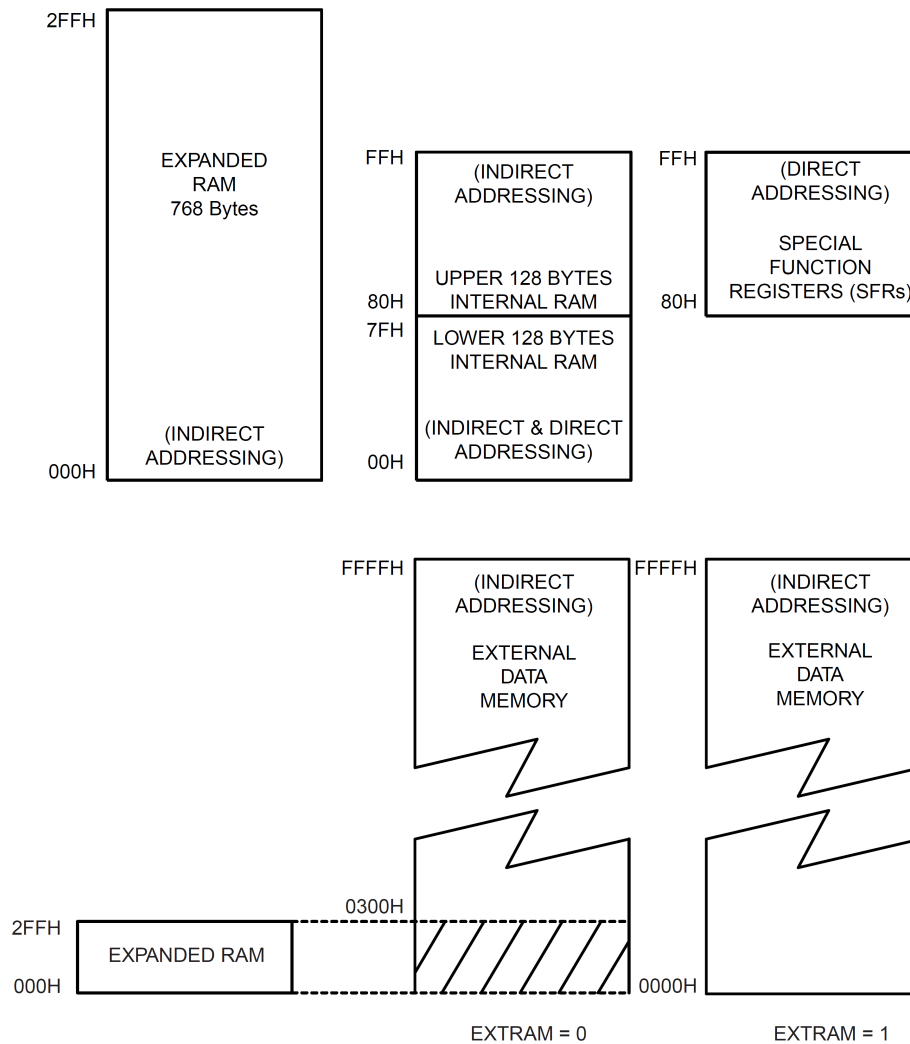 2FFH
EXPANDED
RAM
768 Bytes
(INDIRECT
ADDRESSING)
000H
FFH
(INDIRECT
ADDRESSING)
UPPER 128 BYTES
INTERNAL RAM
80H
7FH
LOWER 128 BYTES
INTERNAL RAM
(INDIRECT & DIRECT
ADDRESSING)
00H
FFH
(DIRECT
ADDRESSING)
SPECIAL
FUNCTION
REGISTERS (SFRs)
80H
FFFFH
(INDIRECT
ADDRESSING)
EXTERNAL
DATA
MEMORY
FFFFH
(INDIRECT
ADDRESSING)
EXTERNAL
DATA
MEMORY
2FFH
EXPANDED RAM
000H
0300H
0000H
EXTRAM = 0
EXTRAM = 1